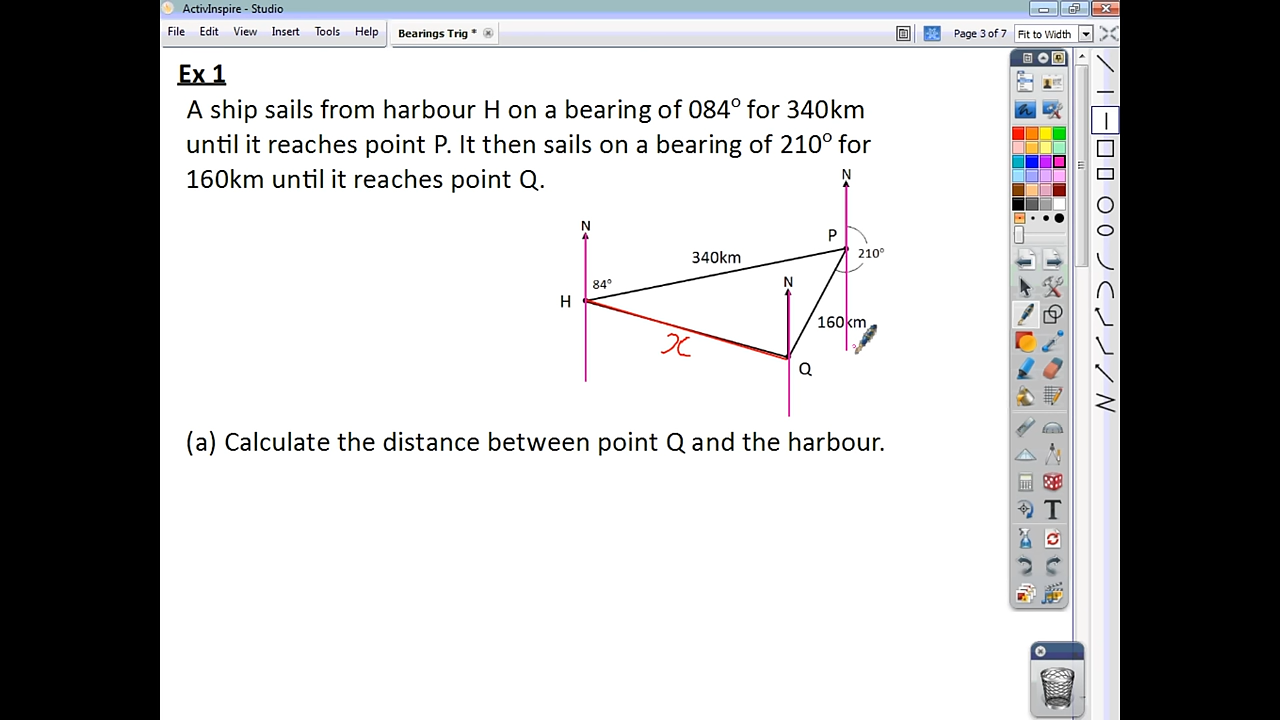 ActivInspire - Studio
File Edit View Insert Tools Help Bearings Trig * Page 3 of 7 Fit to Width
Ex 1
A ship sails from harbour H on a bearing of 084° for 340km
until it reaches point P. It then sails on a bearing of 210° for
160km until it reaches point Q.
N
N
P
210°
340km
84°
N
H
160km
x
Q
(a) Calculate the distance between point Q and the harbour.